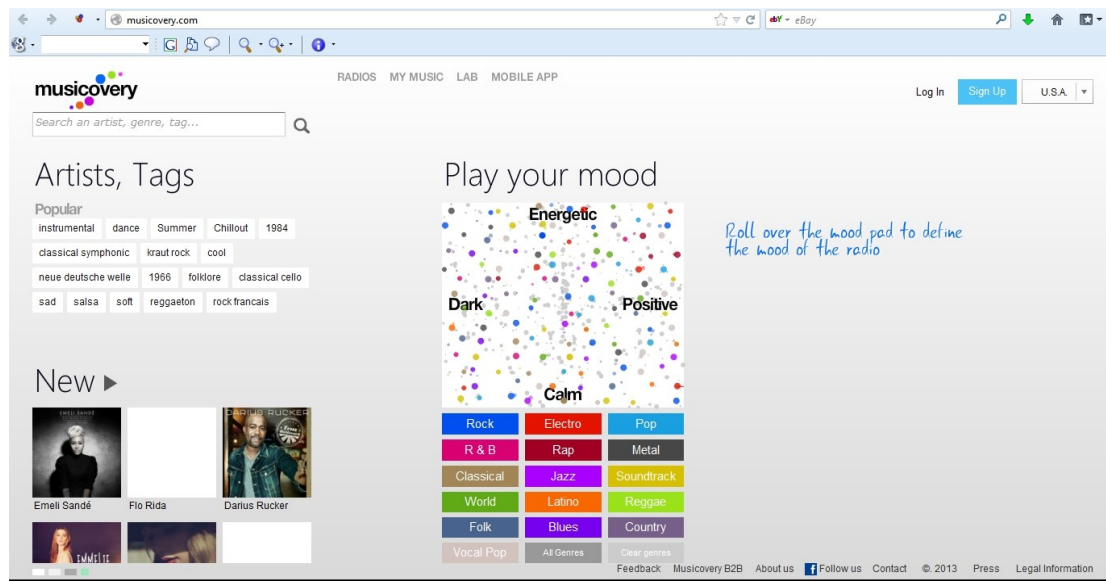 musicovery.com
eBay
RADIOS MY MUSIC LAB MOBILE APP
musicovery
Log In
Sign Up
U.S.A.
Search an artist, genre, tag...
Artists, Tags
Popular
instrumental dance Summer Chillout 1984
classical symphonic kraut rock cool
neue deutsche welle 1966 folklore classical cello
sad salsa soft reggaeton rock francais
Play your mood
Energetic
Dark
Positive
Calm
Roll over the mood pad to define
the mood of the radio
New
EMELI SANDÉ
DARIUS RUCKER
Emeli Sandé
Flo Rida
Darius Rucker
Rock Electro Pop
R & B Rap Metal
Classical Jazz Soundtrack
World Latino Reggae
Folk Blues Country
Vocal Pop All Genres Clear genres
Feedback Musicovery B2B About us Follow us Contact ©. 2013 Press Legal Information